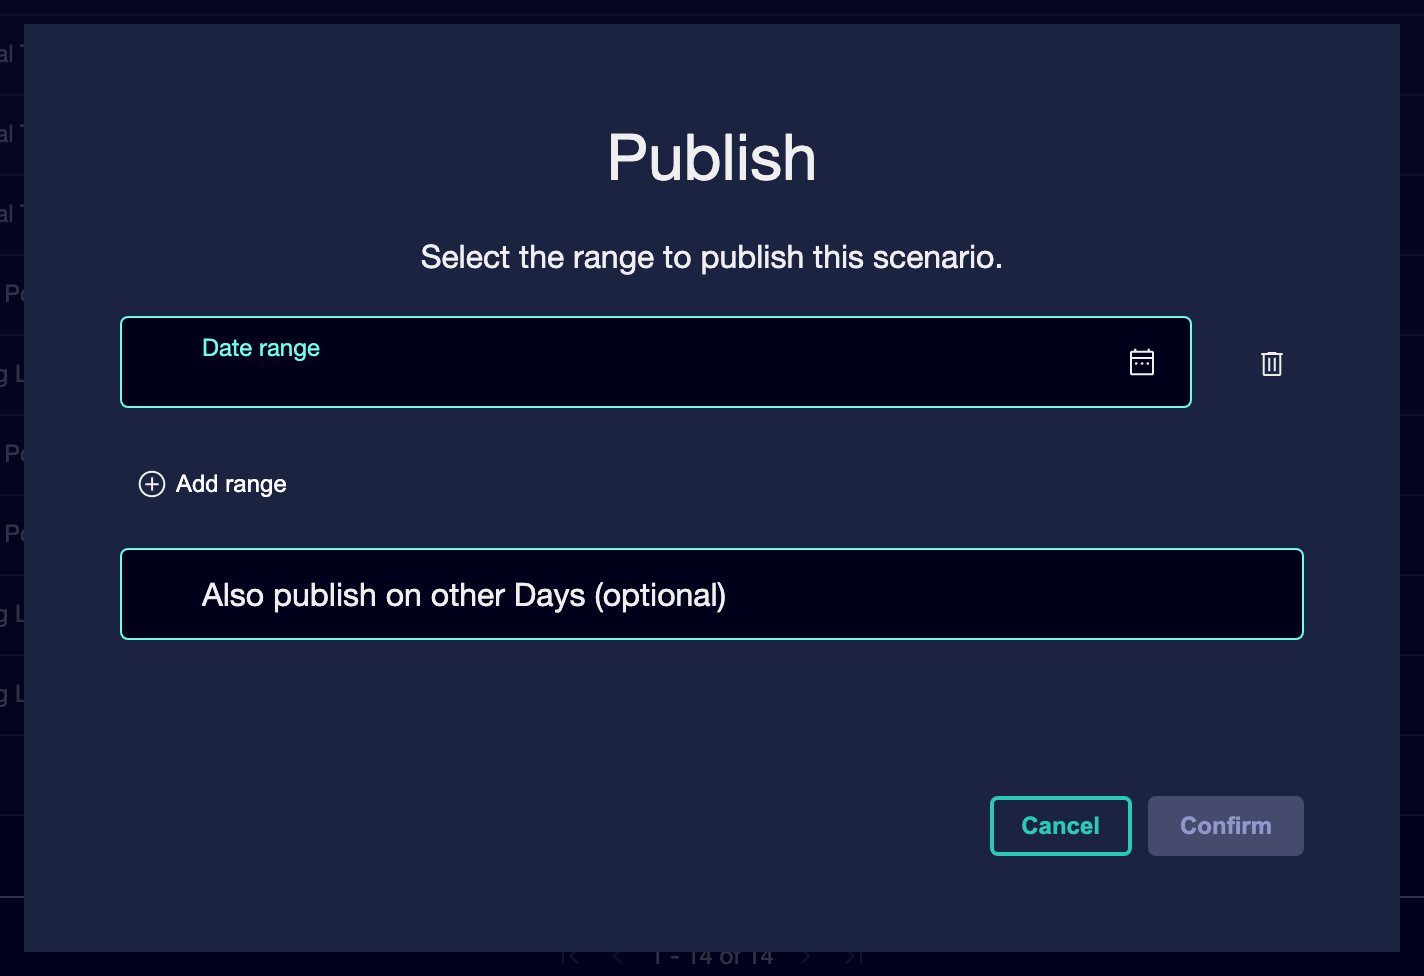 Publish
Select the range to publish this scenario.
Date range
Add range
Also publish on other Days (optional)
Cancel
Confirm
1 - 14 of 14